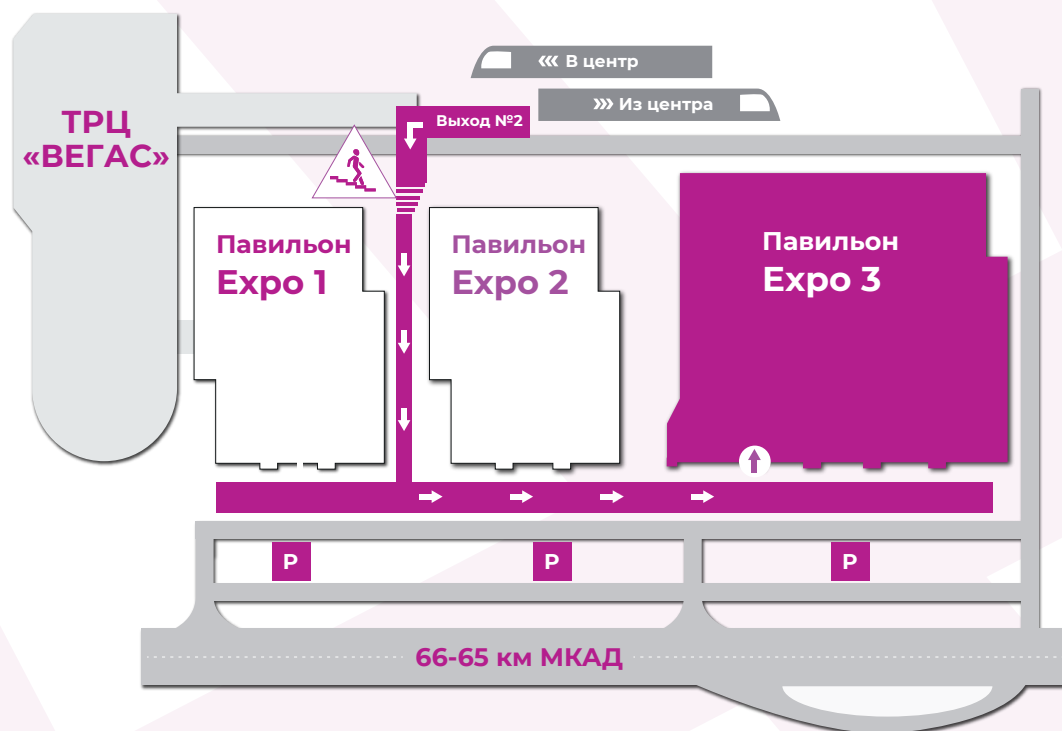 ««« В центр
»»» Из центра
Выход №2
ТРЦ
«ВЕГАС»
Павильон
Expo 1
Павильон
Expo 2
Павильон
Expo 3
P
P
P
66-65 км МКАД